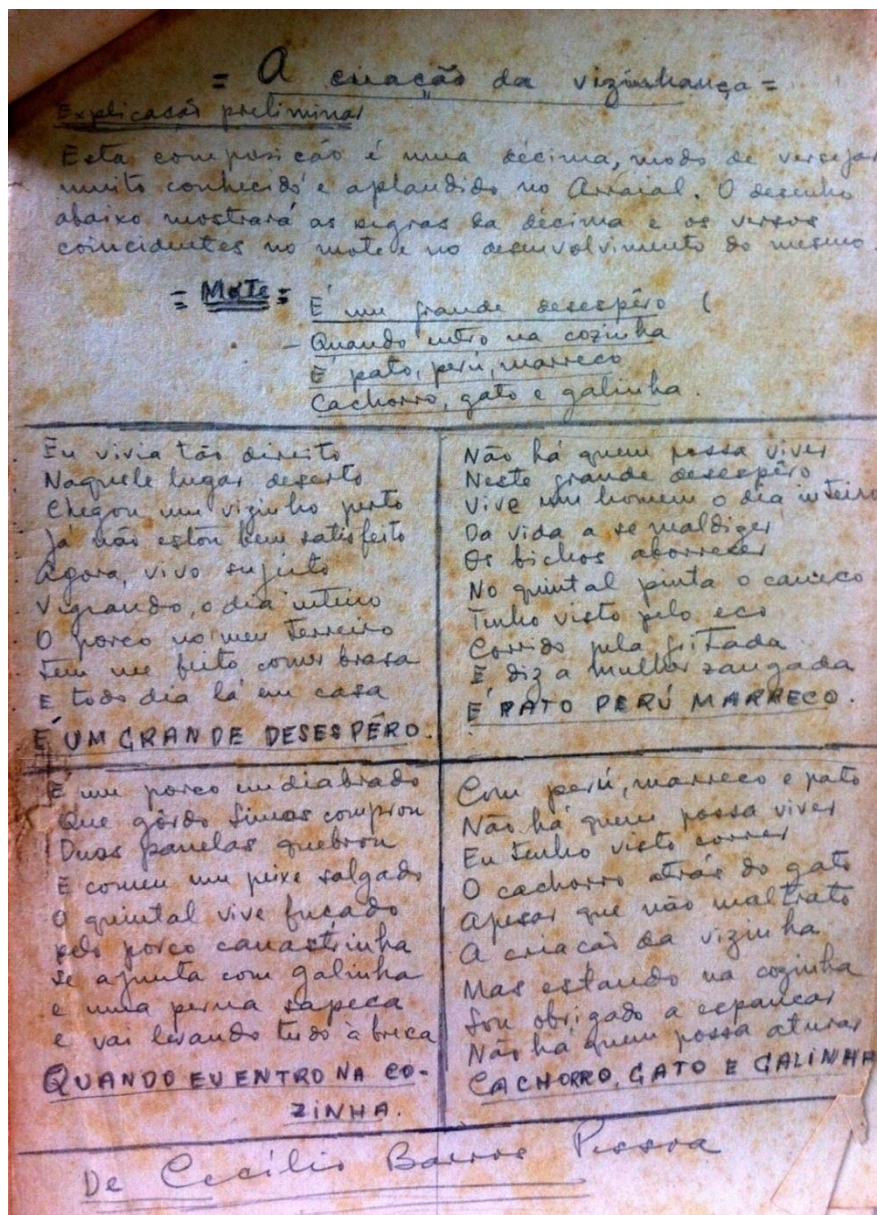 = A criação da vizinhança =
Explicação preliminar
Esta composição é uma décima, modo de versejar
muito conhecido e aplaudido no Arraial. O desenho
abaixo mostrará as regras da décima e os versos
coincidentes no mote e no desenvolvimento do mesmo.
= MOTE =
É um grande desespêro (
- Quando entro na cozinha
É pato, perú, marreco
Cachorro, gato e galinha.
Eu vivia tão direito
Naquele lugar deserto
Chegou um vizinho perto
Já não estou bem satisfeito
Agora, vivo sujeito
Vigiando, o dia inteiro
O porco no meu terreiro
Tem me feito comer brasa
E todo dia lá em casa
É UM GRANDE DESESPÊRO.
Não há quem possa viver
Neste grande desespêro
Vive um homem o dia inteiro
Da vida a se maldizer
Os bichos aborrecer
No quintal pinta o caneco
Tenho visto pelo eco
Corrido pela gritada
E diz a mulher zangada
É PATO PERÚ MARRECO.
É um porco endiabrado
Que gôrdo Simas comprou
Duas panelas quebrou
E comeu um peixe salgado
O quintal vive fuçado
pelo porco canastrinha
se ajunta com galinha
e uma perna sapeca
e vai levando tudo à breca
QUANDO EU ENTRO NA CO-
ZINHA.
Com perú, marreco e pato
Não há quem possa viver
Eu tenho visto correr
O cachorro atrás do gato
Apesar que não maltrato
A criação da vizinha
Mas estando na cozinha
Sou obrigado a espancar
Não há quem possa aturar
CACHORRO, GATO E GALINHA
De Cecílio Barros Pessoa